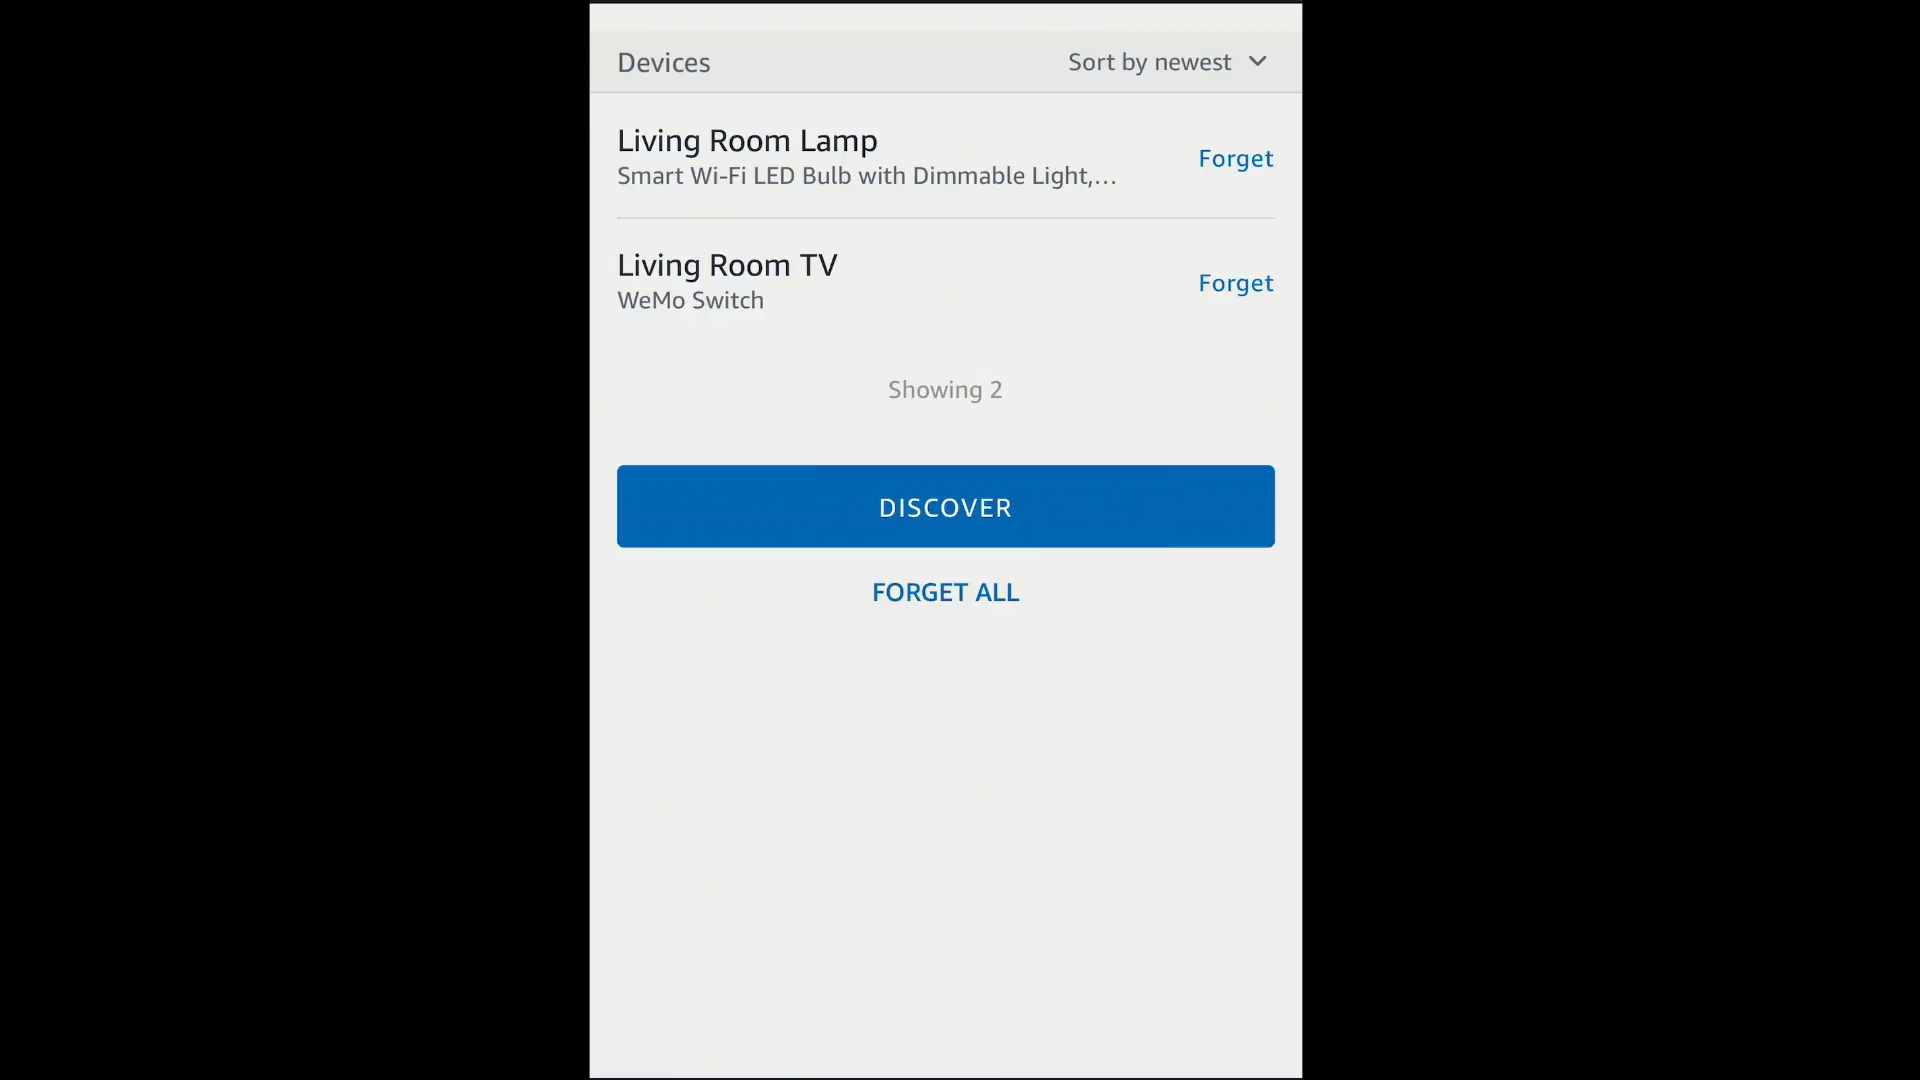 Devices
Sort by newest
Living Room Lamp
Smart Wi-Fi LED Bulb with Dimmable Light,...
Forget
Living Room TV
WeMo Switch
Forget
Showing 2
DISCOVER
FORGET ALL